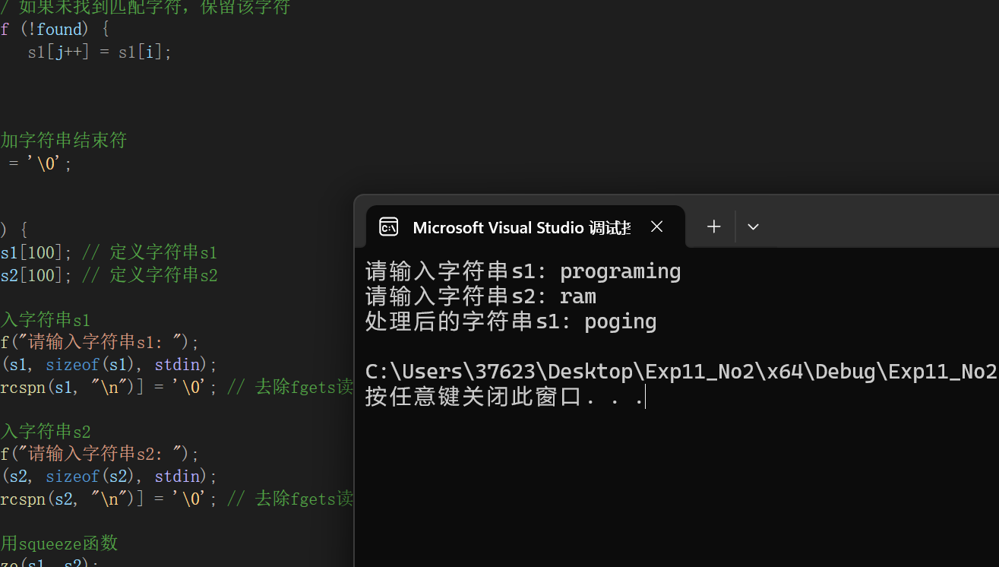 / 如果未找到匹配字符，保留该字符
f (!found) {
s1[j++] = s1[i];
加字符串结束符
= '\0';
) {
s1[100]; // 定义字符串s1
s2[100]; // 定义字符串s2
入字符串s1
f("请输入字符串s1: ");
(s1, sizeof(s1), stdin);
rcspn(s1, "\n")] = '\0'; // 去除fgets读
入字符串s2
f("请输入字符串s2: ");
(s2, sizeof(s2), stdin);
rcspn(s2, "\n")] = '\0'; // 去除fgets读
用squeeze函数
ze(s1, s2);
Microsoft Visual Studio 调试控
请输入字符串s1: programing
请输入字符串s2: ram
处理后的字符串s1: poging
C:\Users\37623\Desktop\Exp11_No2\x64\Debug\Exp11_No2
按任意键关闭此窗口. . .